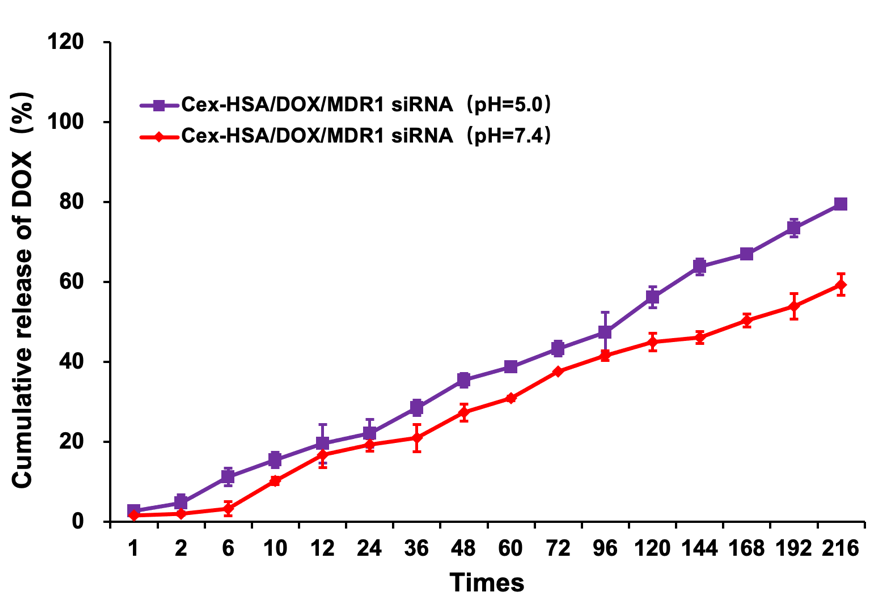 120
100
80
60
40
20
0
Cumulative release of DOX (%)
Cex-HSA/DOX/MDR1 siRNA (pH=5.0)
Cex-HSA/DOX/MDR1 siRNA (pH=7.4)
1 2 6 10 12 24 36 48 60 72 96 120 144 168 192 216
Times